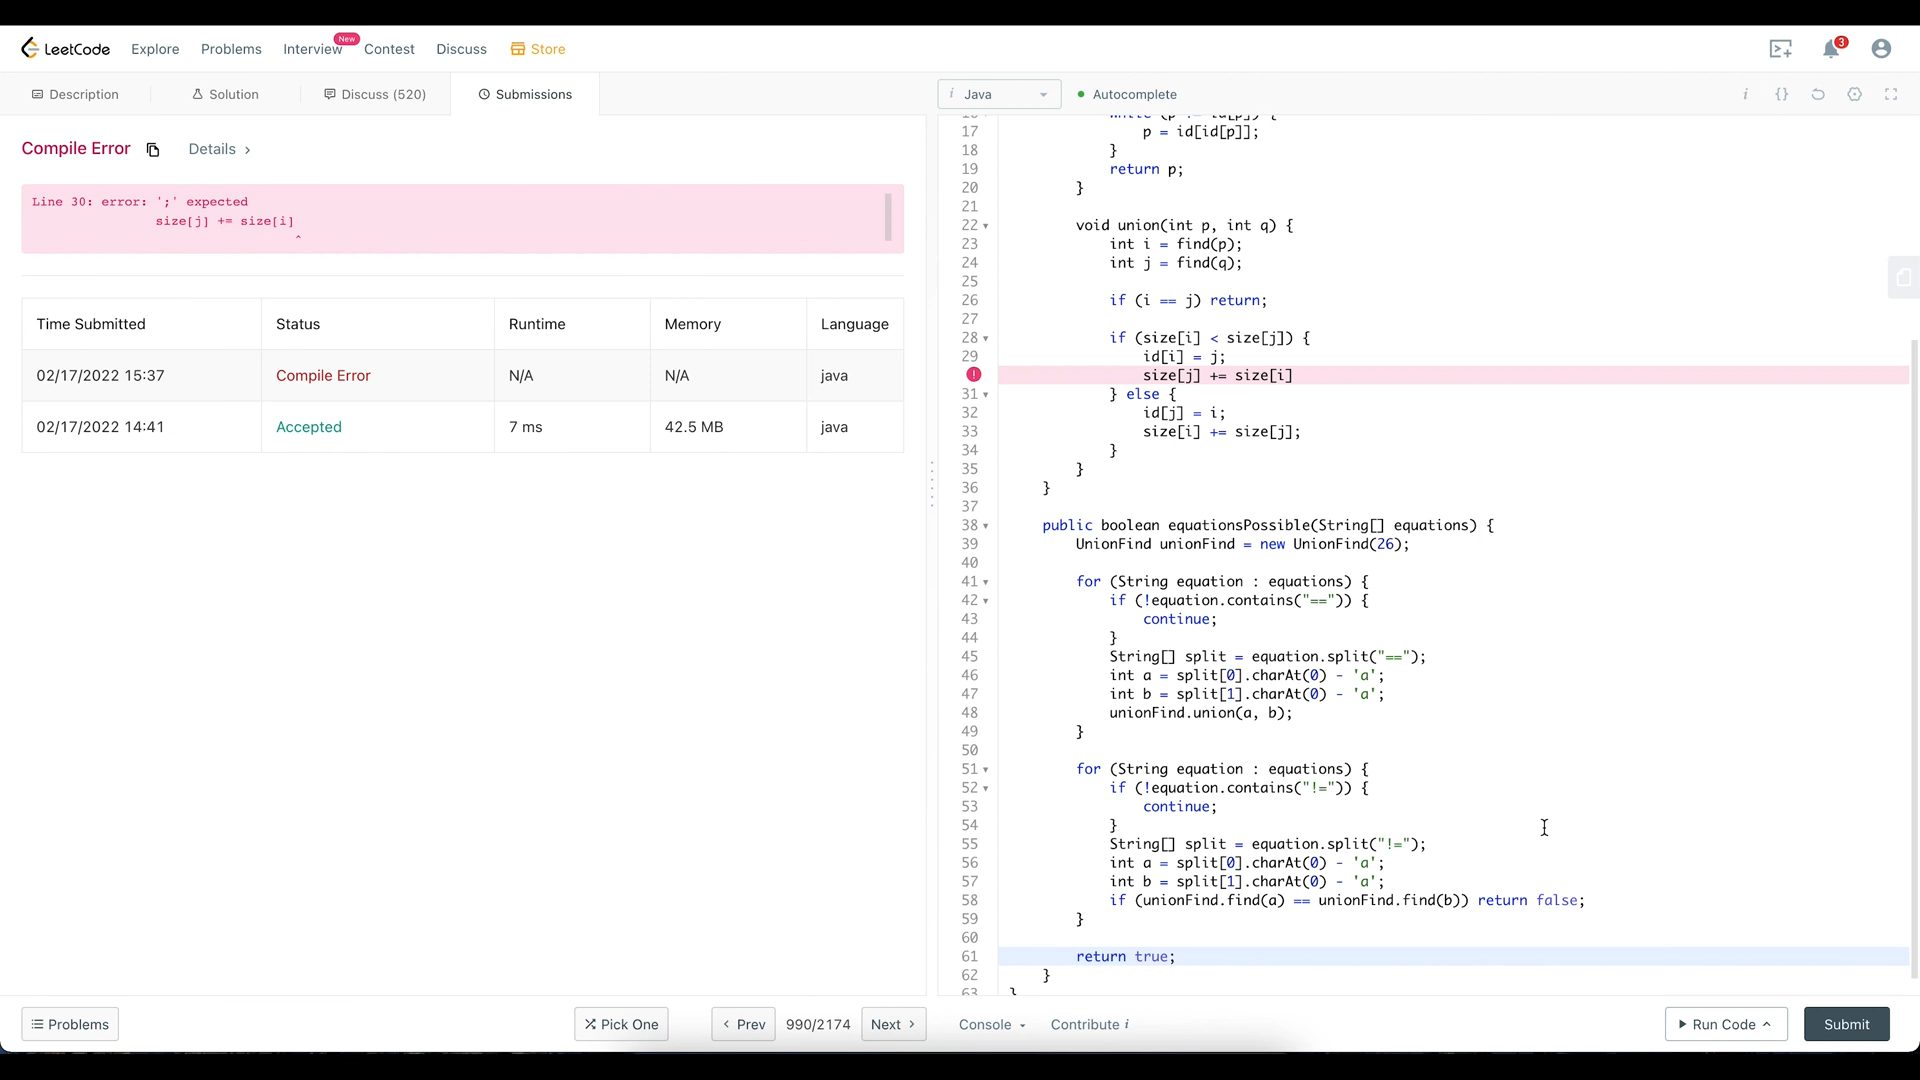 LeetCode Explore Problems Interview New Contest Discuss Store 3
Description Solution Discuss (520) Submissions
Compile Error Details
Line 30: error: ';' expected
size[j] += size[i]
^
Time Submitted Status Runtime Memory Language
02/17/2022 15:37 Compile Error N/A N/A java
02/17/2022 14:41 Accepted 7 ms 42.5 MB java
i Java Autocomplete i {}
17 p = id[id[p]];
18 }
19 return p;
20 }
21
22 void union(int p, int q) {
23 int i = find(p);
24 int j = find(q);
25
26 if (i == j) return;
27
28 if (size[i] < size[j]) {
29 id[i] = j;
! size[j] += size[i]
31 } else {
32 id[j] = i;
33 size[i] += size[j];
34 }
35 }
36 }
37
38 public boolean equationsPossible(String[] equations) {
39 UnionFind unionFind = new UnionFind(26);
40
41 for (String equation : equations) {
42 if (!equation.contains("==")) {
43 continue;
44 }
45 String[] split = equation.split("==");
46 int a = split[0].charAt(0) - 'a';
47 int b = split[1].charAt(0) - 'a';
48 unionFind.union(a, b);
49 }
50
51 for (String equation : equations) {
52 if (!equation.contains("!=")) {
53 continue;
54 }
55 String[] split = equation.split("!=");
56 int a = split[0].charAt(0) - 'a';
57 int b = split[1].charAt(0) - 'a';
58 if (unionFind.find(a) == unionFind.find(b)) return false;
59 }
60
61 return true;
62 }
63 }
Problems Pick One < Prev 990/2174 Next > Console Contribute i Run Code Submit